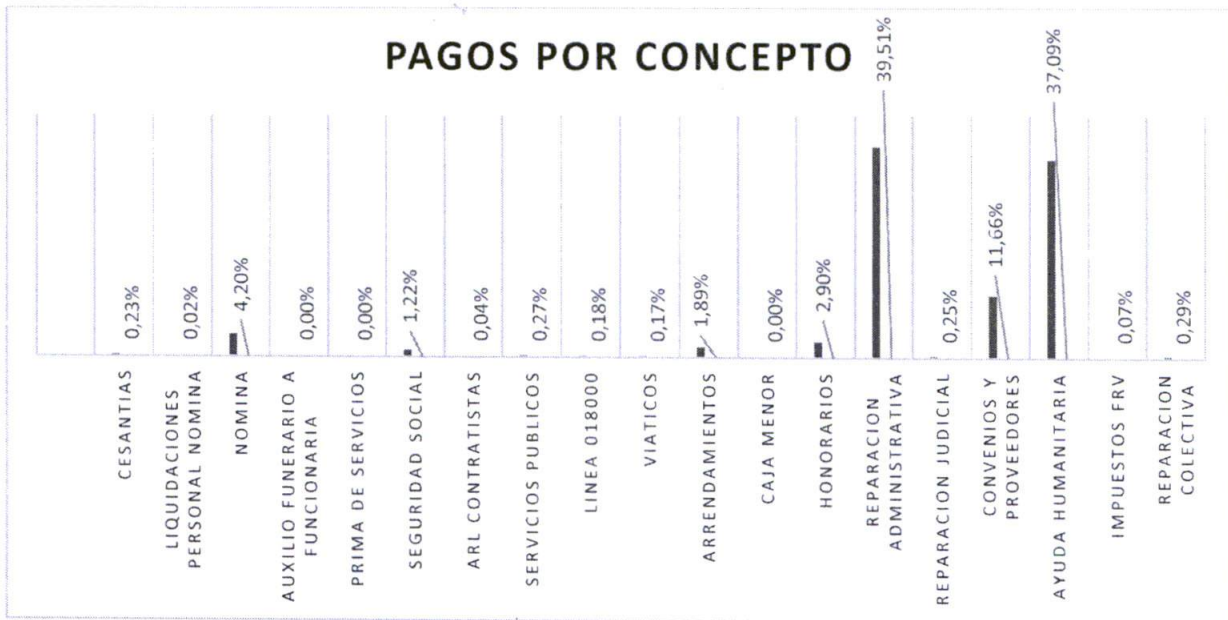 PAGOS POR CONCEPTO
0,23%
0,02%
4,20%
0,00%
0,00%
1,22%
0,04%
0,27%
0,18%
0,17%
1,89%
0,00%
2,90%
39,51%
0,25%
11,66%
37,09%
0,07%
0,29%
CESANTIAS
LIQUIDACIONES
PERSONAL NOMINA
NOMINA
AUXILIO FUNERARIO A
FUNCIONARIA
PRIMA DE SERVICIOS
SEGURIDAD SOCIAL
ARL CONTRATISTAS
SERVICIOS PUBLICOS
LINEA 018000
VIATICOS
ARRENDAMIENTOS
CAJA MENOR
HONORARIOS
REPARACION
ADMINISTRATIVA
REPARACION JUDICIAL
CONVENIOS Y
PROVEEDORES
AYUDA HUMANITARIA
IMPUESTOS FRV
REPARACION
COLECTIVA